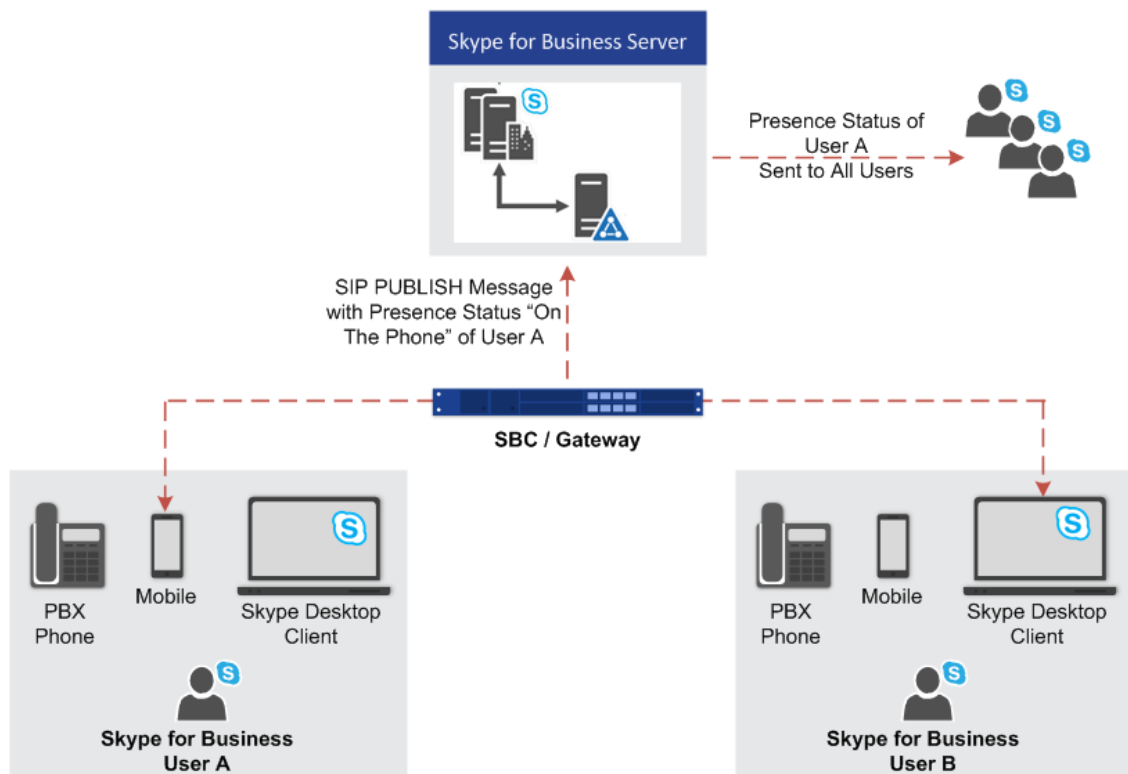 Skype for Business Server
S
S
S
S
Presence Status of
User A
Sent to All Users
SIP PUBLISH Message
with Presence Status “On
The Phone” of User A
SBC / Gateway
S
PBX
Phone
Mobile
Skype Desktop
Client
S
Skype for Business
User A
S
PBX
Phone
Mobile
Skype Desktop
Client
S
Skype for Business
User B